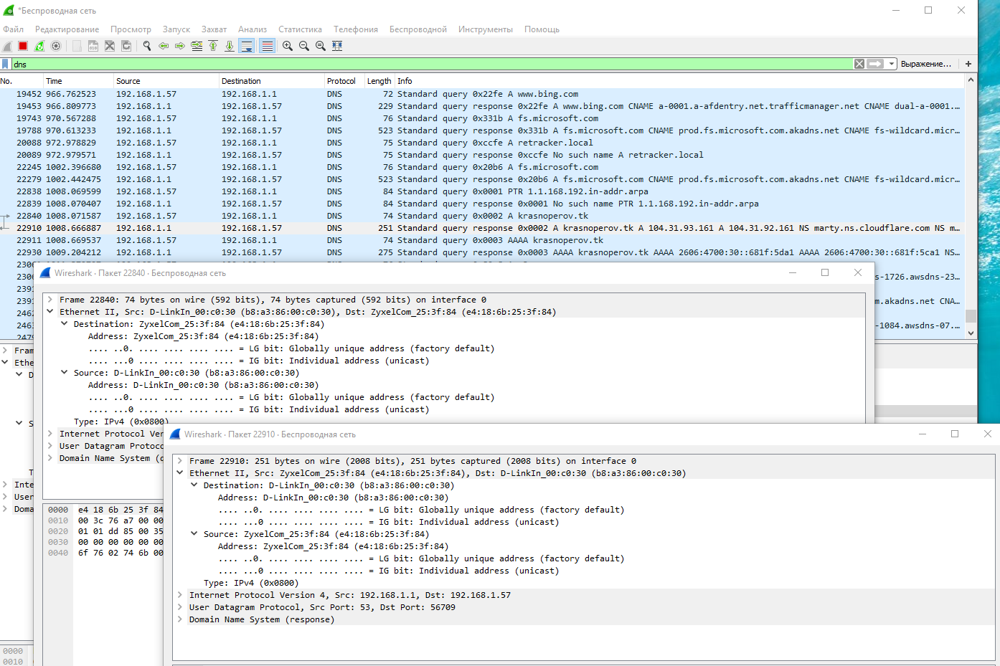 *Беспроводная сеть
Файл Редактирование Просмотр Запуск Захват Анализ Статистика Телефония Беспроводной Инструменты Помощь
dns
Выражение... +
No. Time Source Destination Protocol Length Info
19452 966.762523 192.168.1.57 192.168.1.1 DNS 72 Standard query 0x22fe A www.bing.com
19453 966.809773 192.168.1.1 192.168.1.57 DNS 229 Standard query response 0x22fe A www.bing.com CNAME a-0001.a-afdentry.net.trafficmanager.net CNAME dual-a-0001.…
19743 970.567288 192.168.1.57 192.168.1.1 DNS 76 Standard query 0x331b A fs.microsoft.com
19788 970.613233 192.168.1.1 192.168.1.57 DNS 523 Standard query response 0x331b A fs.microsoft.com CNAME prod.fs.microsoft.com.akadns.net CNAME fs-wildcard.micr…
20088 972.978829 192.168.1.57 192.168.1.1 DNS 75 Standard query 0xccfe A retracker.local
20089 972.979571 192.168.1.1 192.168.1.57 DNS 75 Standard query response 0xccfe No such name A retracker.local
22245 1002.396680 192.168.1.57 192.168.1.1 DNS 76 Standard query 0x20b6 A fs.microsoft.com
22279 1002.442475 192.168.1.1 192.168.1.57 DNS 523 Standard query response 0x20b6 A fs.microsoft.com CNAME prod.fs.microsoft.com.akadns.net CNAME fs-wildcard.micr…
22838 1008.069599 192.168.1.57 192.168.1.1 DNS 84 Standard query 0x0001 PTR 1.1.168.192.in-addr.arpa
22839 1008.070407 192.168.1.1 192.168.1.57 DNS 84 Standard query response 0x0001 No such name PTR 1.1.168.192.in-addr.arpa
22840 1008.071587 192.168.1.57 192.168.1.1 DNS 74 Standard query 0x0002 A krasnoperov.tk
22910 1008.666887 192.168.1.1 192.168.1.57 DNS 251 Standard query response 0x0002 A krasnoperov.tk A 104.31.93.161 A 104.31.92.161 NS marty.ns.cloudflare.com NS m…
22911 1008.669537 192.168.1.57 192.168.1.1 DNS 74 Standard query 0x0003 AAAA krasnoperov.tk
22930 1009.204212 192.168.1.1 192.168.1.57 DNS 275 Standard query response 0x0003 AAAA krasnoperov.tk AAAA 2606:4700:30::681f:5da1 AAAA 2606:4700:30::681f:5ca1 NS…
2306
2306 s-1726.awsdns-23…
2391
2391 m.akadns.net CNA…
2462
2463 -1084.awsdns-07.…
2479
Wireshark · Пакет 22840 · Беспроводная сеть
Frame 22840: 74 bytes on wire (592 bits), 74 bytes captured (592 bits) on interface 0
Ethernet II, Src: D-LinkIn_00:c0:30 (b8:a3:86:00:c0:30), Dst: ZyxelCom_25:3f:84 (e4:18:6b:25:3f:84)
Destination: ZyxelCom_25:3f:84 (e4:18:6b:25:3f:84)
Address: ZyxelCom_25:3f:84 (e4:18:6b:25:3f:84)
.... ..0. .... .... .... .... = LG bit: Globally unique address (factory default)
.... ...0 .... .... .... .... = IG bit: Individual address (unicast)
Source: D-LinkIn_00:c0:30 (b8:a3:86:00:c0:30)
Address: D-LinkIn_00:c0:30 (b8:a3:86:00:c0:30)
.... ..0. .... .... .... .... = LG bit: Globally unique address (factory default)
.... ...0 .... .... .... .... = IG bit: Individual address (unicast)
Type: IPv4 (0x0800)
Internet Protocol Ver
User Datagram Protoco
Domain Name System (
0000 e4 18 6b 25 3f 84
0010 00 3c 76 a7 00 00
0020 01 01 dd 85 00 35
0030 00 00 00 00 00 00
0040 6f 76 02 74 6b 00
Fram
Ethe
D
S
T
Inte
User
Doma
0000
0010
Wireshark · Пакет 22910 · Беспроводная сеть
Frame 22910: 251 bytes on wire (2008 bits), 251 bytes captured (2008 bits) on interface 0
Ethernet II, Src: ZyxelCom_25:3f:84 (e4:18:6b:25:3f:84), Dst: D-LinkIn_00:c0:30 (b8:a3:86:00:c0:30)
Destination: D-LinkIn_00:c0:30 (b8:a3:86:00:c0:30)
Address: D-LinkIn_00:c0:30 (b8:a3:86:00:c0:30)
.... ..0. .... .... .... .... = LG bit: Globally unique address (factory default)
.... ...0 .... .... .... .... = IG bit: Individual address (unicast)
Source: ZyxelCom_25:3f:84 (e4:18:6b:25:3f:84)
Address: ZyxelCom_25:3f:84 (e4:18:6b:25:3f:84)
.... ..0. .... .... .... .... = LG bit: Globally unique address (factory default)
.... ...0 .... .... .... .... = IG bit: Individual address (unicast)
Type: IPv4 (0x0800)
Internet Protocol Version 4, Src: 192.168.1.1, Dst: 192.168.1.57
User Datagram Protocol, Src Port: 53, Dst Port: 56709
Domain Name System (response)